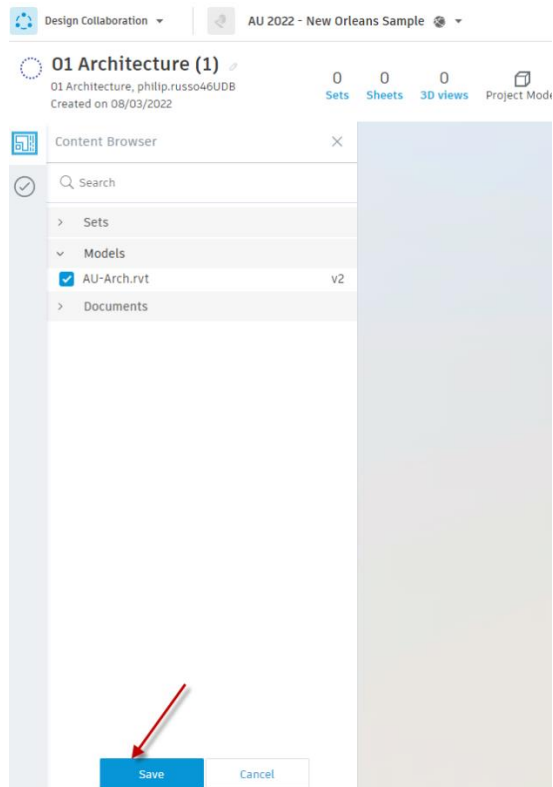 Design Collaboration
AU 2022 - New Orleans Sample
01 Architecture (1)
01 Architecture, philip.russo46UDB
Created on 08/03/2022
0 Sets
0 Sheets
0 3D views
Project Mode
Content Browser
Search
Sets
Models
AU-Arch.rvt v2
Documents
Save Cancel